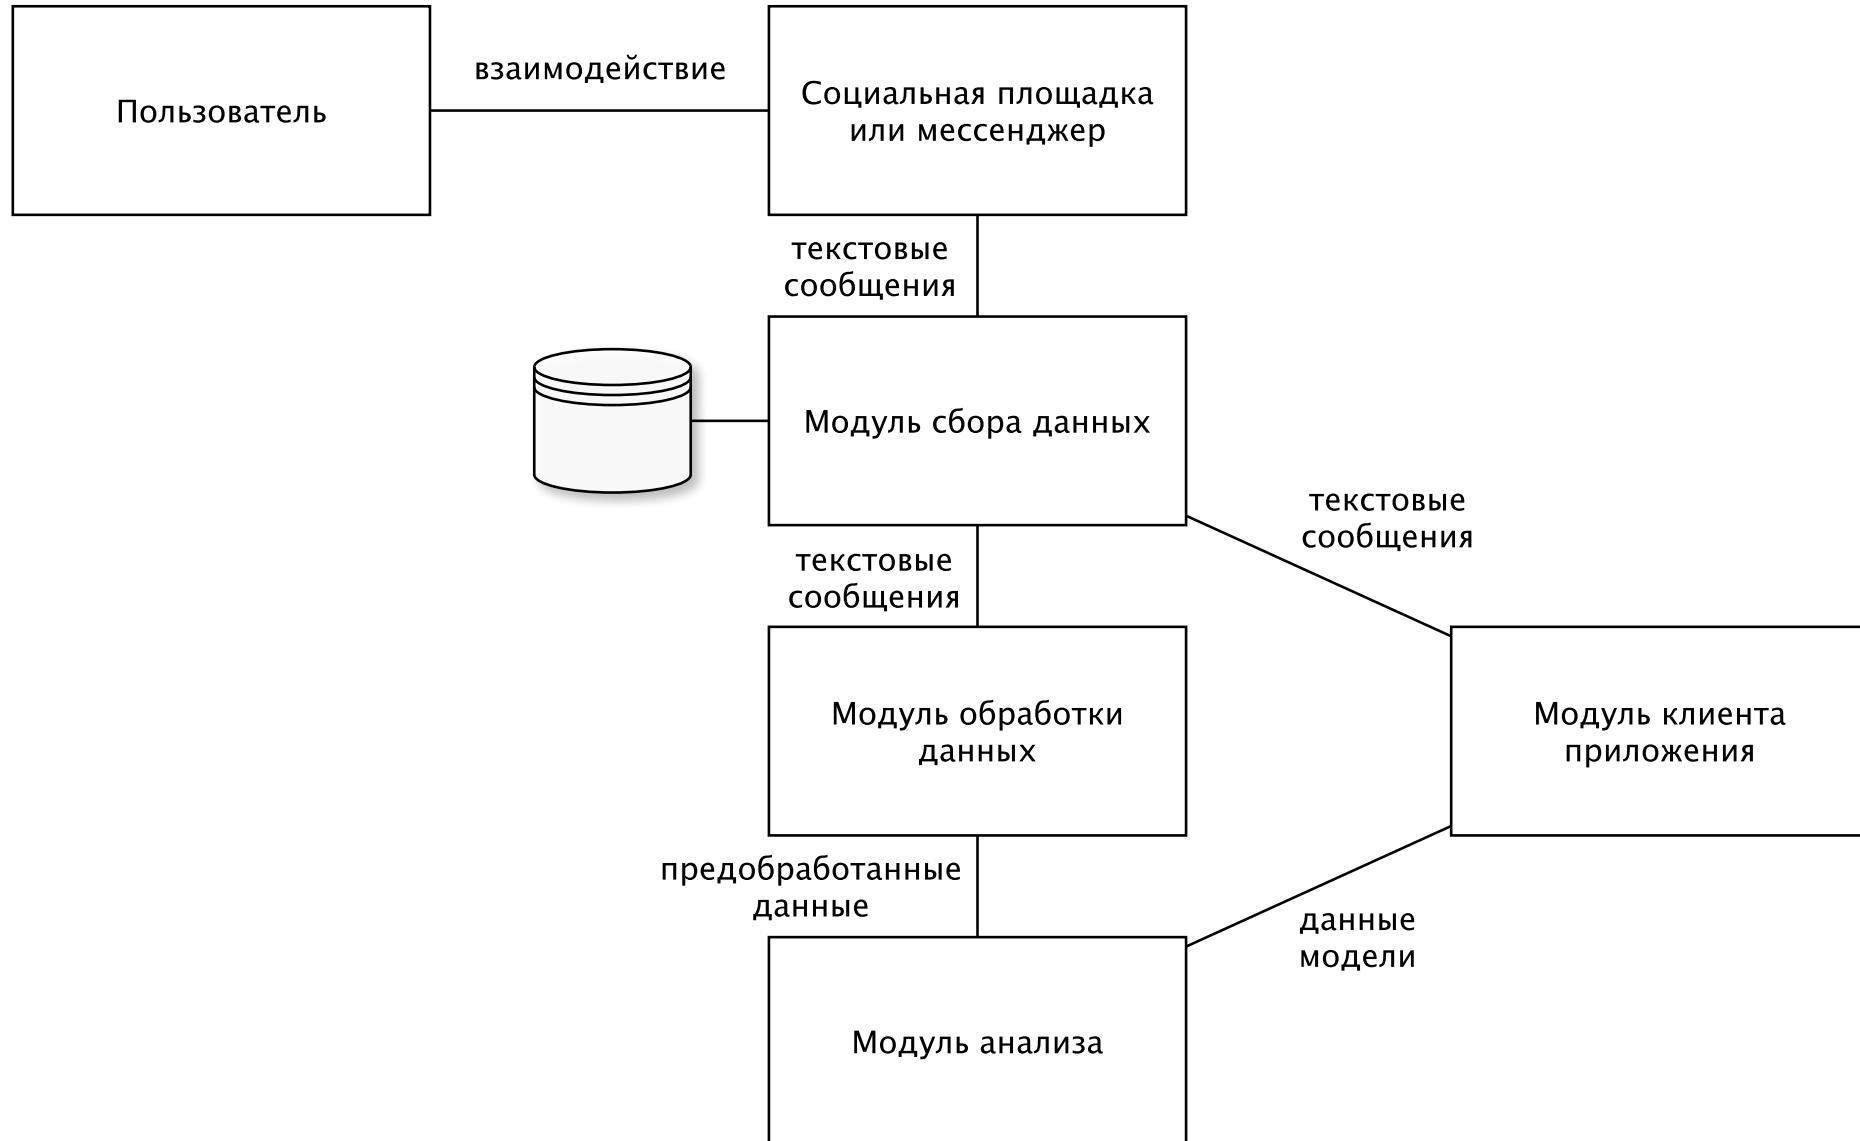 взаимодействие
Пользователь
Социальная площадка
или мессенджер
текстовые
сообщения
Модуль сбора данных
текстовые
сообщения
текстовые
сообщения
Модуль обработки
данных
Модуль клиента
приложения
предобработанные
данные
данные
модели
Модуль анализа